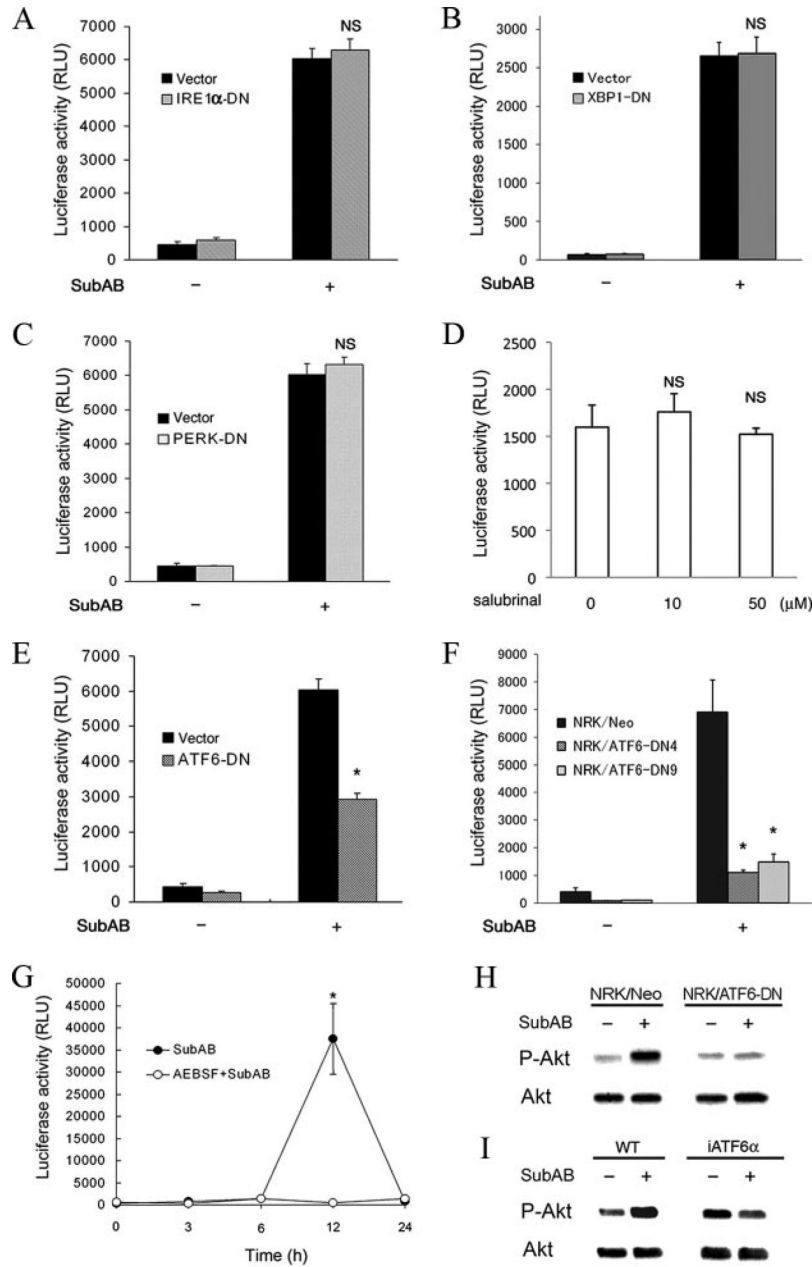 A
Luciferase activity (RLU)
7000
6000
5000
4000
3000
2000
1000
0
Vector
IRE1α-DN
NS
SubAB
–
+
B
Luciferase activity (RLU)
3000
2500
2000
1500
1000
500
0
Vector
XBP1-DN
NS
SubAB
–
+
C
Luciferase activity (RLU)
7000
6000
5000
4000
3000
2000
1000
0
Vector
PERK-DN
NS
SubAB
–
+
D
Luciferase activity (RLU)
2500
2000
1500
1000
500
0
NS
NS
salubrinal 0 10 50 (μM)
E
Luciferase activity (RLU)
7000
6000
5000
4000
3000
2000
1000
0
Vector
ATF6-DN
*
SubAB
–
+
F
Luciferase activity (RLU)
9000
8000
7000
6000
5000
4000
3000
2000
1000
0
NRK/Neo
NRK/ATF6-DN4
NRK/ATF6-DN9
*
*
SubAB
–
+
G
Luciferase activity (RLU)
50000
45000
40000
35000
30000
25000
20000
15000
10000
5000
0
SubAB
AEBSF+SubAB
*
0 3 6 12 24
Time (h)
H
NRK/Neo NRK/ATF6-DN
SubAB – + – +
P-Akt
Akt
I
WT iATF6α
SubAB – + – +
P-Akt
Akt